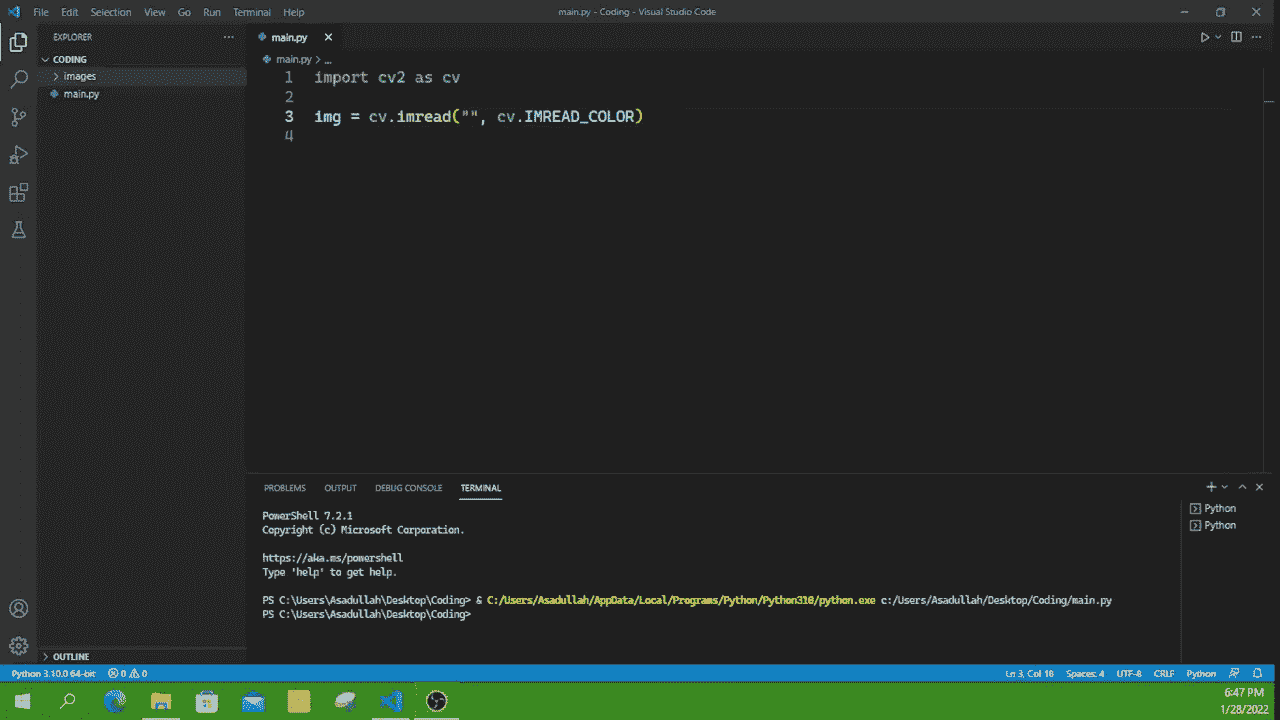 File Edit Selection View Go Run Terminal Help
main.py - Coding - Visual Studio Code
EXPLORER
CODING
images
main.py
OUTLINE
main.py
main.py > ...
1 import cv2 as cv
2
3 img = cv.imread("", cv.IMREAD_COLOR)
4
PROBLEMS OUTPUT DEBUG CONSOLE TERMINAL
PowerShell 7.2.1
Copyright (c) Microsoft Corporation.
https://aka.ms/powershell
Type 'help' to get help.
PS C:\Users\Asadullah\Desktop\Coding> & C:/Users/Asadullah/AppData/Local/Programs/Python/Python310/python.exe c:/Users/Asadullah/Desktop/Coding/main.py
PS C:\Users\Asadullah\Desktop\Coding>
Python
Python
Python 3.10.0 64-bit 0 0 Ln 3, Col 16 Spaces: 4 UTF-8 CRLF Python
6:47 PM
1/28/2022